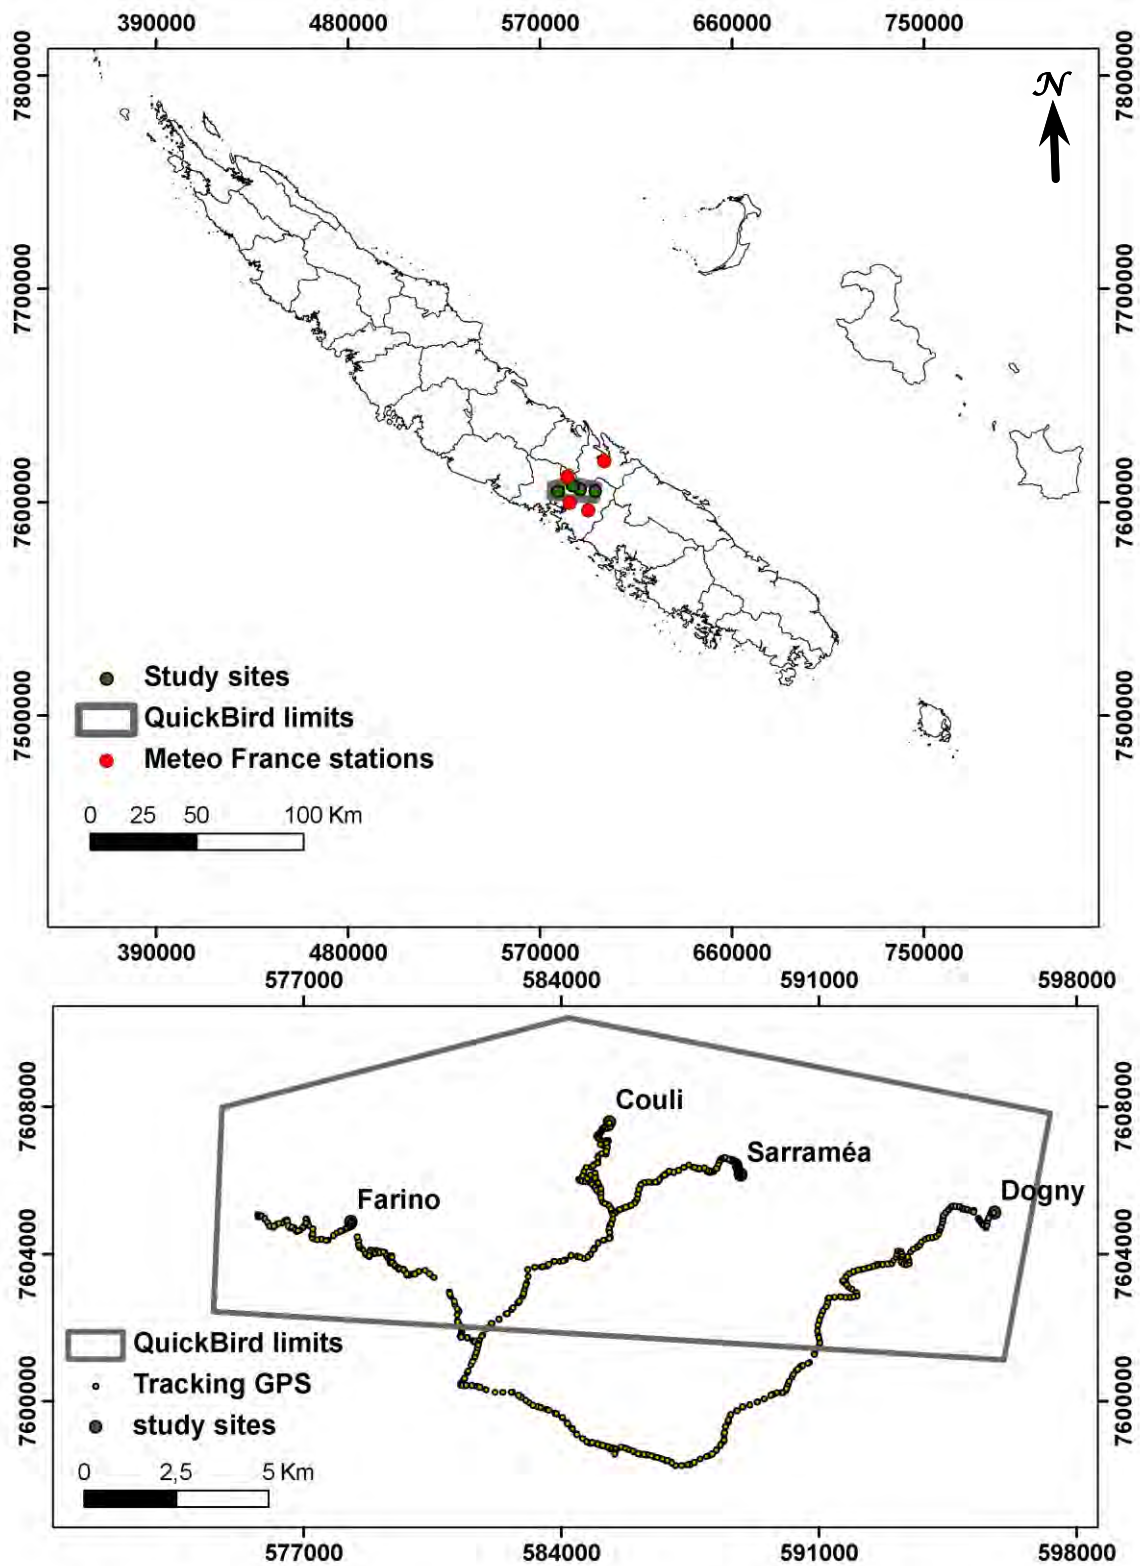 390000 480000 570000 660000 750000
7800000 7800000
N
7700000 7700000
7600000 7600000
7500000 7500000
Study sites
QuickBird limits
Meteo France stations
0 25 50 100 Km
390000 480000 570000 660000 750000
577000 584000 591000 598000
7608000 7608000
Couli
Sarraméa
Farino
Dogny
7604000 7604000
QuickBird limits
Tracking GPS
7600000 7600000
study sites
0 2,5 5 Km
577000 584000 591000 598000